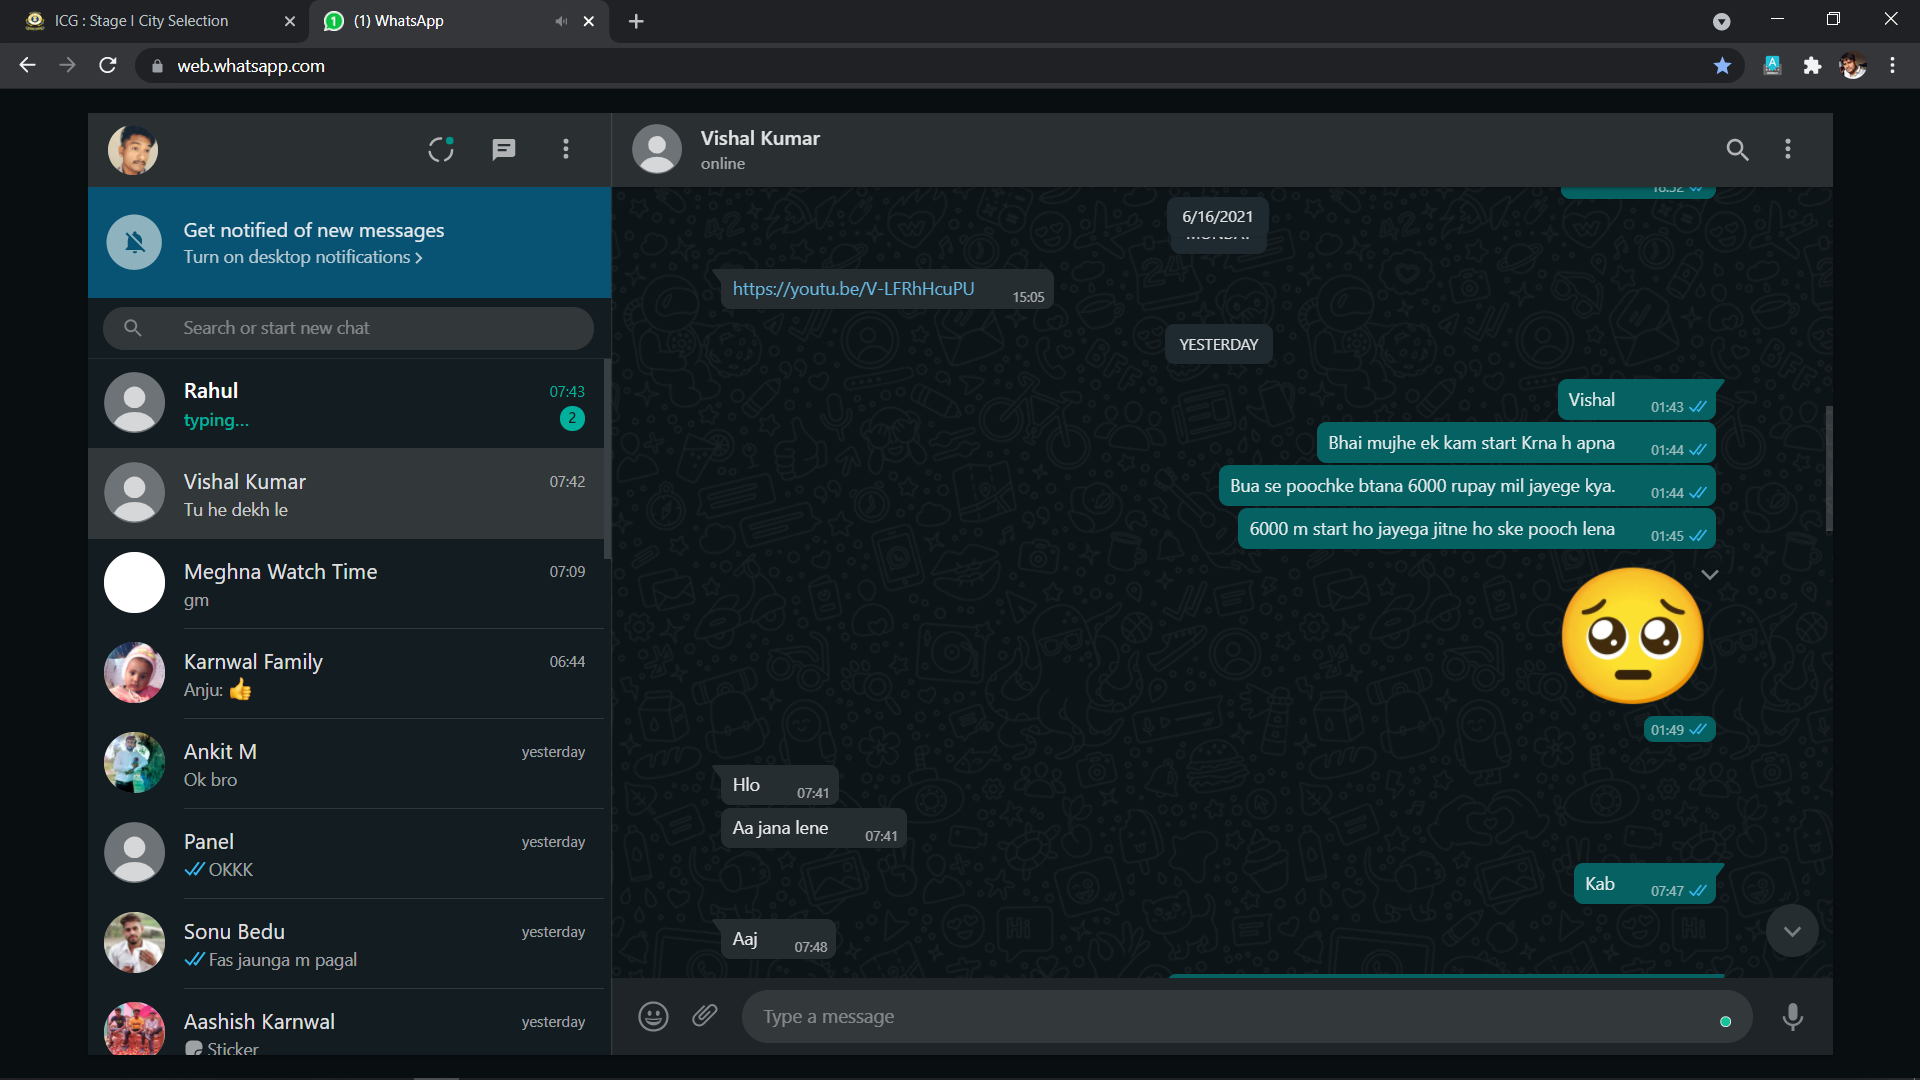 ICG : Stage I City Selection
(1) WhatsApp
web.whatsapp.com
Get notified of new messages
Turn on desktop notifications >
Search or start new chat
Rahul
07:43
typing...
2
Vishal Kumar
07:42
Tu he dekh le
Meghna Watch Time
07:09
gm
Karnwal Family
06:44
Anju: 👍
Ankit M
yesterday
Ok bro
Panel
yesterday
OKKK
Sonu Bedu
yesterday
Fas jaunga m pagal
Aashish Karnwal
yesterday
Sticker
Vishal Kumar
online
16:52
6/16/2021
MONDAY
https://youtu.be/V-LFRhHcuPU
15:05
YESTERDAY
Vishal
01:43
Bhai mujhe ek kam start Krna h apna
01:44
Bua se poochke btana 6000 rupay mil jayege kya.
01:44
6000 m start ho jayega jitne ho ske pooch lena
01:45
01:49
Hlo
07:41
Aa jana lene
07:41
Kab
07:47
Aaj
07:48
Type a message